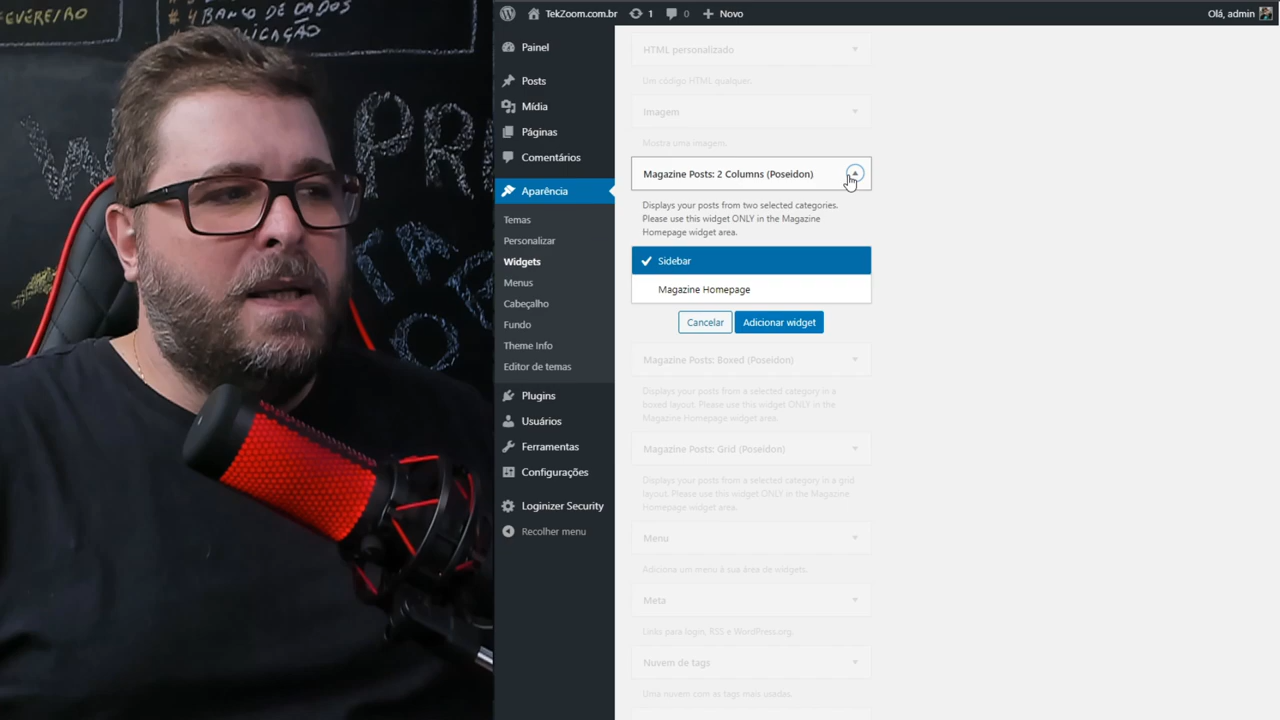 FEVEREIRO
#4 BANCO DE DADOS
TekZoom.com.br
1
0
Novo
Olá, admin
Painel
Posts
Mídia
Páginas
Comentários
Aparência
Temas
Personalizar
Widgets
Menus
Cabeçalho
Fundo
Theme Info
Editor de temas
Plugins
Usuários
Ferramentas
Configurações
Loginizer Security
Recolher menu
HTML personalizado
Um código HTML qualquer.
Imagem
Mostra uma imagem.
Magazine Posts: 2 Columns (Poseidon)
Displays your posts from two selected categories.
Please use this widget ONLY in the Magazine
Homepage widget area.
Sidebar
Magazine Homepage
Cancelar
Adicionar widget
Magazine Posts: Boxed (Poseidon)
Displays your posts from a selected category in a
boxed layout. Please use this widget ONLY in the
Magazine Homepage widget area.
Magazine Posts: Grid (Poseidon)
Displays your posts from a selected category in a grid
layout. Please use this widget ONLY in the Magazine
Homepage widget area.
Menu
Adiciona um menu à sua área de widgets.
Meta
Links para login, RSS e WordPress.org.
Nuvem de tags
Uma nuvem com as tags mais usadas.